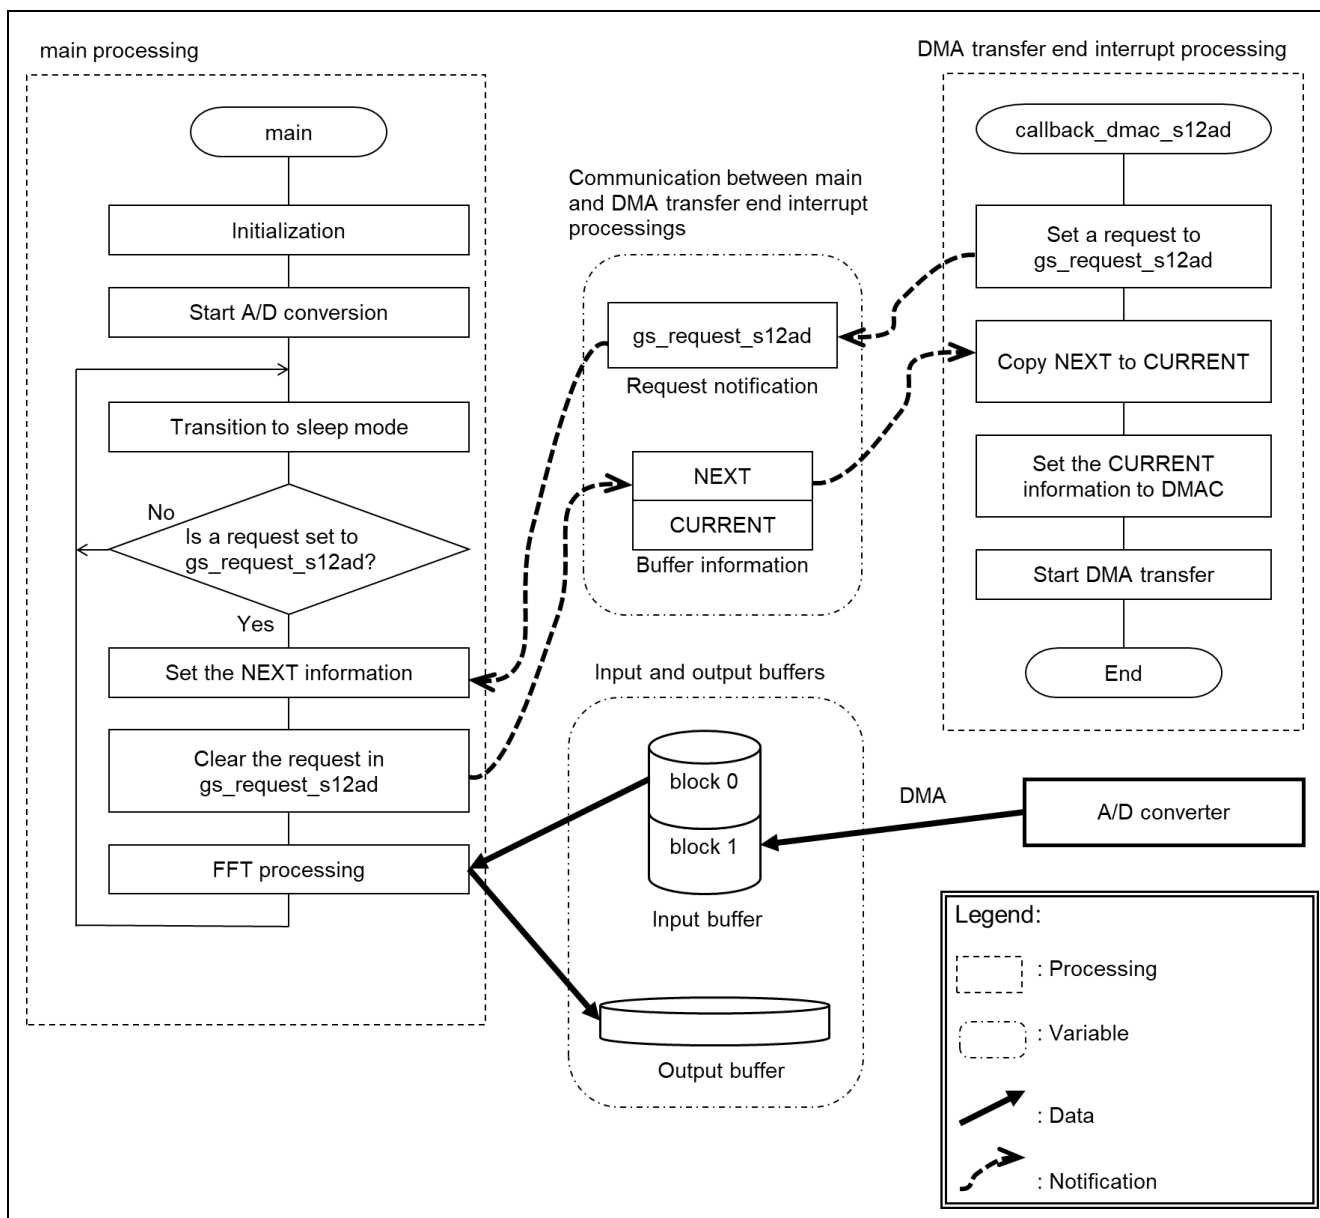 main processing
main
Initialization
Start A/D conversion
Transition to sleep mode
No
Is a request set to
gs_request_s12ad?
Yes
Set the NEXT information
Clear the request in
gs_request_s12ad
FFT processing
Communication between main
and DMA transfer end interrupt
processings
gs_request_s12ad
Request notification
NEXT
CURRENT
Buffer information
Input and output buffers
block 0
block 1
Input buffer
Output buffer
DMA transfer end interrupt processing
callback_dmac_s12ad
Set a request to
gs_request_s12ad
Copy NEXT to CURRENT
Set the CURRENT
information to DMAC
Start DMA transfer
End
DMA
A/D converter
Legend:
: Processing
: Variable
: Data
: Notification